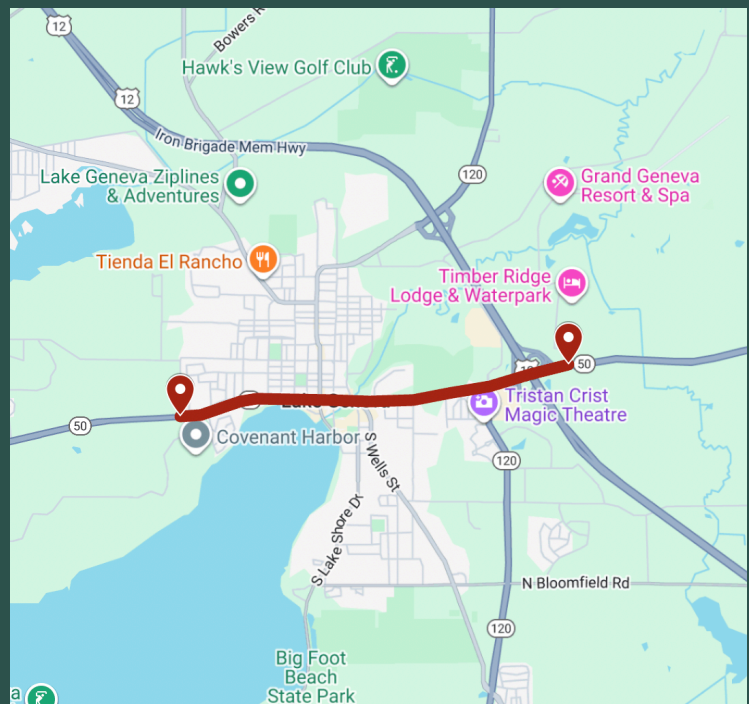 12
Bowers R
Hawk's View Golf Club
12
Iron Brigade Mem Hwy
120
Lake Geneva Ziplines
& Adventures
Grand Geneva
Resort & Spa
Tienda El Rancho
Timber Ridge
Lodge & Waterpark
50
Tristan Crist
Magic Theatre
50
Covenant Harbor
S Wells St
120
S Lake Shore Dr
N Bloomfield Rd
120
Big Foot
Beach
State Park
a